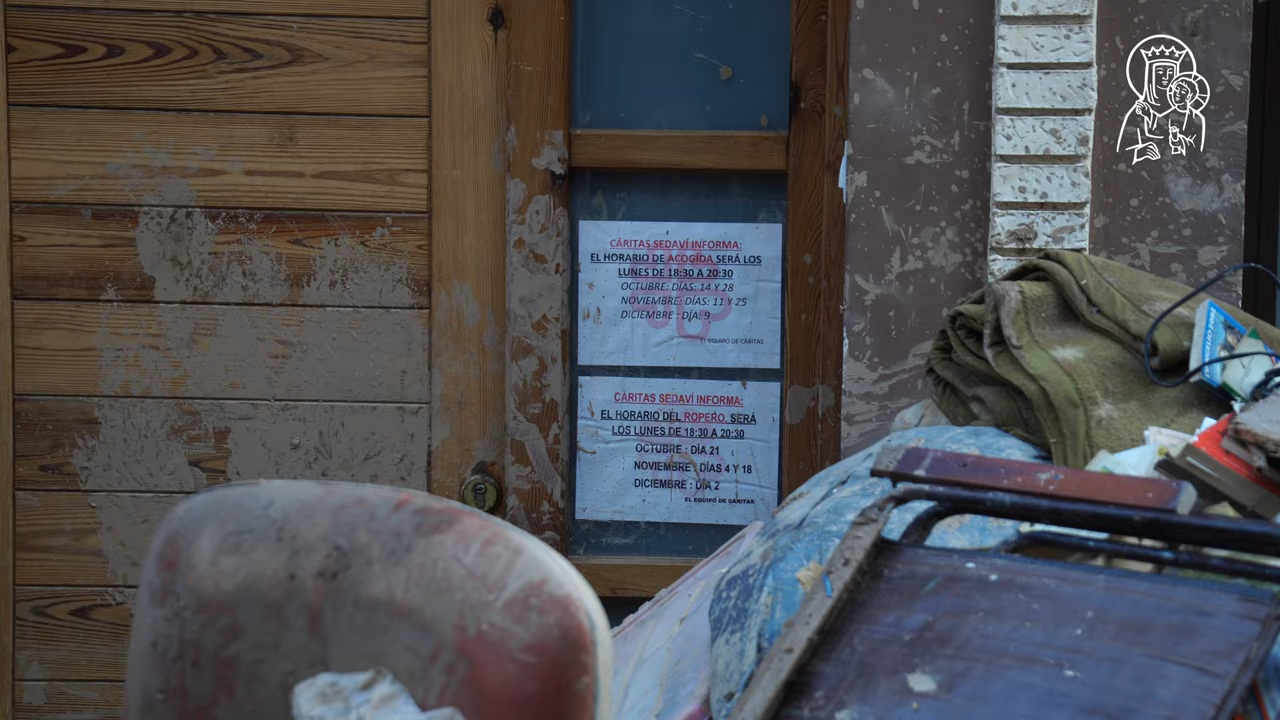 CÁRITAS SEDAVÍ INFORMA:
EL HORARIO DE ACOGIDA SERÁ LOS
LUNES DE 18:30 A 20:30
OCTUBRE: DÍAS: 14 Y 28
NOVIEMBRE: DÍAS: 11 Y 25
DICIEMBRE : DÍA: 9
EL EQUIPO DE CÁRITAS
CÁRITAS SEDAVÍ INFORMA:
EL HORARIO DEL ROPERO, SERÁ
LOS LUNES DE 18:30 A 20:30
OCTUBRE : DÍA 21
NOVIEMBRE : DÍAS 4 Y 18
DICIEMBRE : DÍA 2
EL EQUIPO DE CÁRITAS